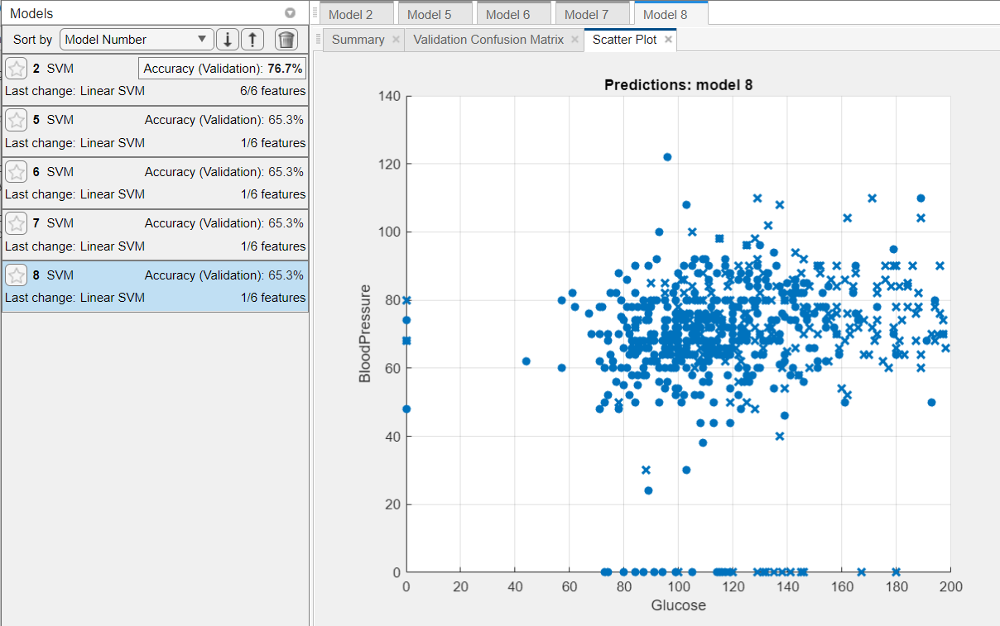 Models
Sort by Model Number
2 SVM Accuracy (Validation): 76.7%
Last change: Linear SVM 6/6 features
5 SVM Accuracy (Validation): 65.3%
Last change: Linear SVM 1/6 features
6 SVM Accuracy (Validation): 65.3%
Last change: Linear SVM 1/6 features
7 SVM Accuracy (Validation): 65.3%
Last change: Linear SVM 1/6 features
8 SVM Accuracy (Validation): 65.3%
Last change: Linear SVM 1/6 features
Model 2 Model 5 Model 6 Model 7 Model 8
Summary Validation Confusion Matrix Scatter Plot
Predictions: model 8
140
120
100
80
60
40
20
0
BloodPressure
0 20 40 60 80 100 120 140 160 180 200
Glucose